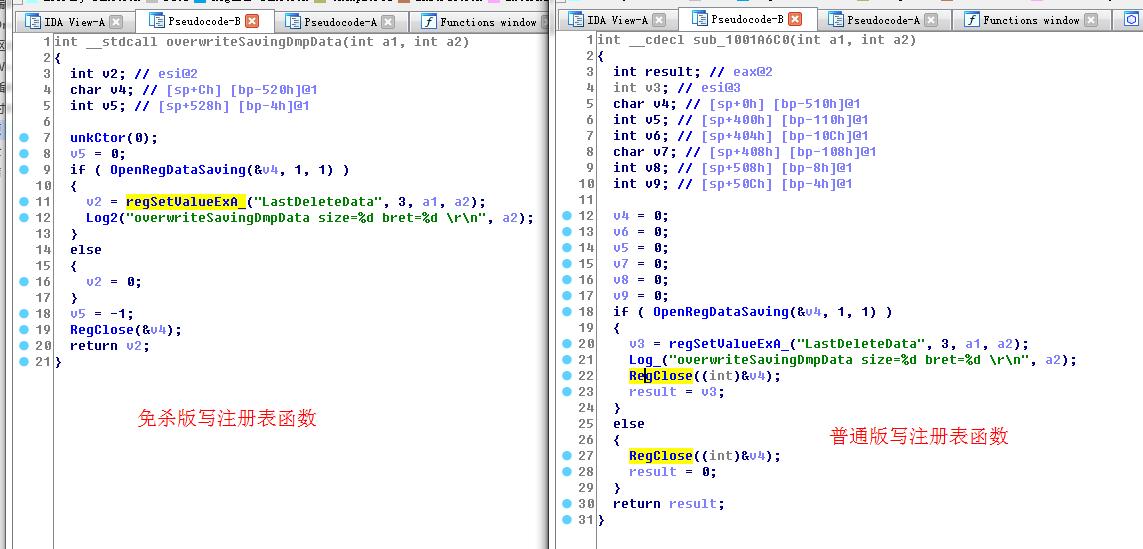 IDA View-A
Pseudocode-B
Pseudocode-A
Functions window
1 int __stdcall overwriteSavingDmpData(int a1, int a2)
2 {
3 int v2; // esi@2
4 char v4; // [sp+Ch] [bp-520h]@1
5 int v5; // [sp+528h] [bp-4h]@1
6
7 unkCtor(0);
8 v5 = 0;
9 if ( OpenRegDataSaving(&v4, 1, 1) )
10 {
11 v2 = regSetValueExA_("LastDeleteData", 3, a1, a2);
12 Log2("overwriteSavingDmpData size=%d bret=%d \r\n", a2);
13 }
14 else
15 {
16 v2 = 0;
17 }
18 v5 = -1;
19 RegClose(&v4);
20 return v2;
21 }
免杀版写注册表函数
IDA View-A
Pseudocode-B
Pseudocode-A
Functions window
1 int __cdecl sub_1001A6C0(int a1, int a2)
2 {
3 int result; // eax@2
4 int v3; // esi@3
5 char v4; // [sp+0h] [bp-510h]@1
6 int v5; // [sp+400h] [bp-110h]@1
7 int v6; // [sp+404h] [bp-10Ch]@1
8 char v7; // [sp+408h] [bp-108h]@1
9 int v8; // [sp+508h] [bp-8h]@1
10 int v9; // [sp+50Ch] [bp-4h]@1
11
12 v4 = 0;
13 v6 = 0;
14 v5 = 0;
15 v7 = 0;
16 v8 = 0;
17 v9 = 0;
18 if ( OpenRegDataSaving(&v4, 1, 1) )
19 {
20 v3 = regSetValueExA_("LastDeleteData", 3, a1, a2);
21 Log_("overwriteSavingDmpData size=%d bret=%d \r\n", a2);
22 RegClose((int)&v4);
23 result = v3;
24 }
25 else
26 {
27 RegClose((int)&v4);
28 result = 0;
29 }
30 return result;
31 }
普通版写注册表函数